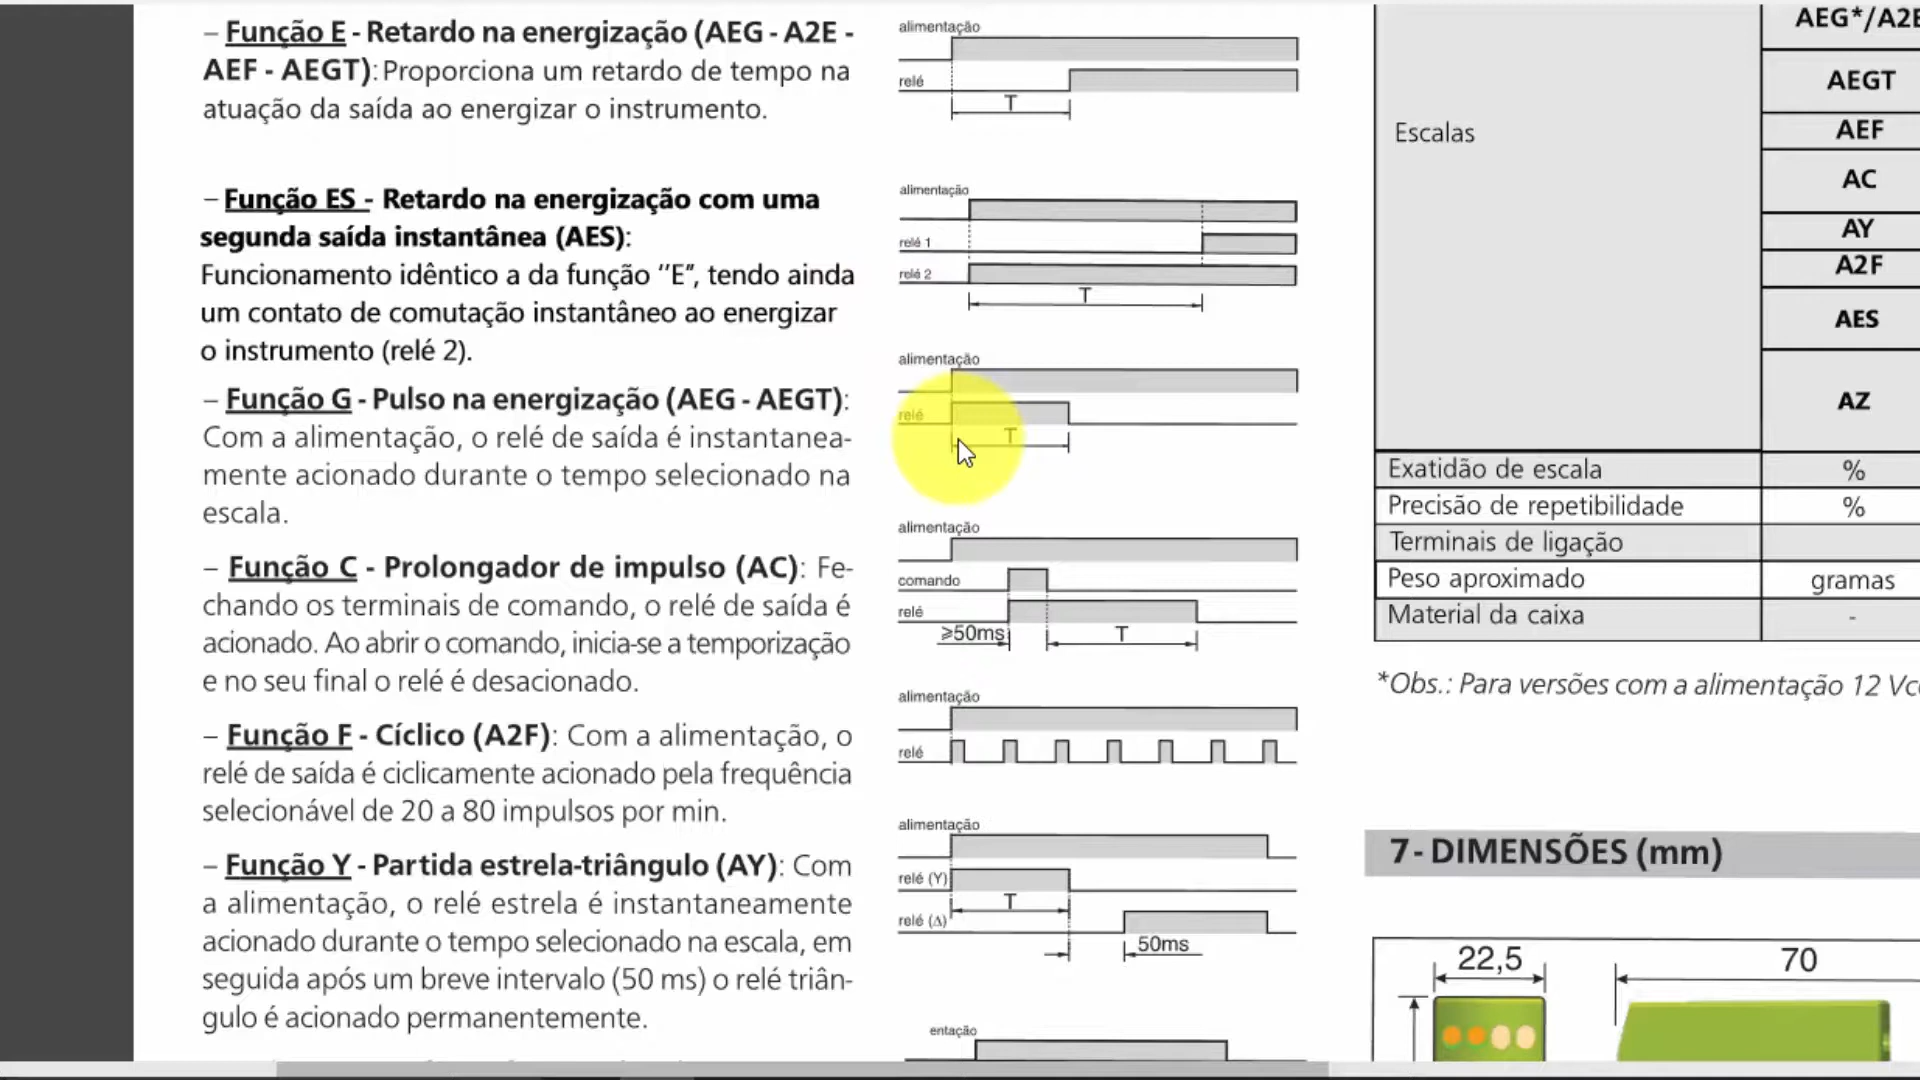 – Função E - Retardo na energização (AEG - A2E -
AEF - AEGT): Proporciona um retardo de tempo na
atuação da saída ao energizar o instrumento.
– Função ES - Retardo na energização com uma
segunda saída instantânea (AES):
Funcionamento idêntico a da função ‘‘E’’, tendo ainda
um contato de comutação instantâneo ao energizar
o instrumento (relé 2).
– Função G - Pulso na energização (AEG - AEGT):
Com a alimentação, o relé de saída é instantanea-
mente acionado durante o tempo selecionado na
escala.
– Função C - Prolongador de impulso (AC): Fe-
chando os terminais de comando, o relé de saída é
acionado. Ao abrir o comando, inicia-se a temporização
e no seu final o relé é desacionado.
– Função F - Cíclico (A2F): Com a alimentação, o
relé de saída é ciclicamente acionado pela frequência
selecionável de 20 a 80 impulsos por min.
– Função Y - Partida estrela-triângulo (AY): Com
a alimentação, o relé estrela é instantaneamente
acionado durante o tempo selecionado na escala, em
seguida após um breve intervalo (50 ms) o relé triân-
gulo é acionado permanentemente.
alimentação
relé
T
alimentação
relé 1
relé 2
T
alimentação
relé
T
alimentação
comando
relé
≥50ms
T
alimentação
relé
alimentação
relé (Y)
T
relé (Δ)
50ms
entação
Escalas
AEG*/A2E
AEGT
AEF
AC
AY
A2F
AES
AZ
Exatidão de escala %
Precisão de repetibilidade %
Terminais de ligação
Peso aproximado gramas
Material da caixa -
*Obs.: Para versões com a alimentação 12 Vc
7 - DIMENSÕES (mm)
22,5
70